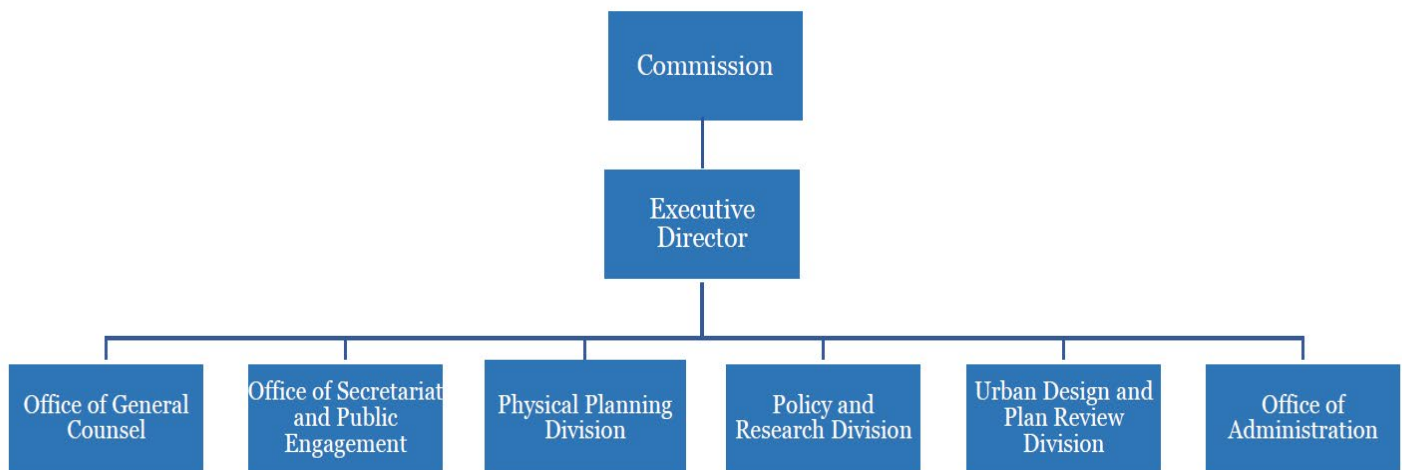 Commission
Executive
Director
Office of General
Counsel
Office of Secretariat
and Public
Engagement
Physical Planning
Division
Policy and
Research Division
Urban Design and
Plan Review
Division
Office of
Administration